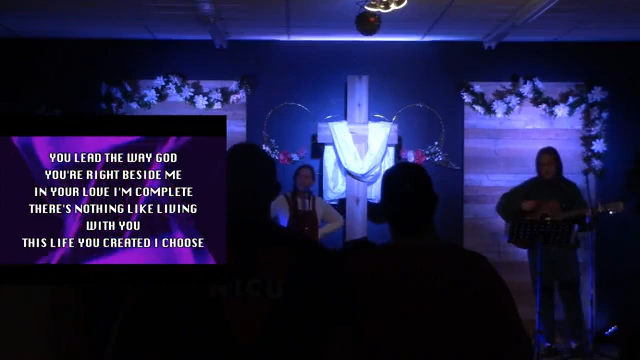 YOU LEAD THE WAY GOD
YOU'RE RIGHT BESIDE ME
IN YOUR LOVE I'M COMPLETE
THERE'S NOTHING LIKE LIVING
WITH YOU
THIS LIFE YOU CREATED I CHOOSE